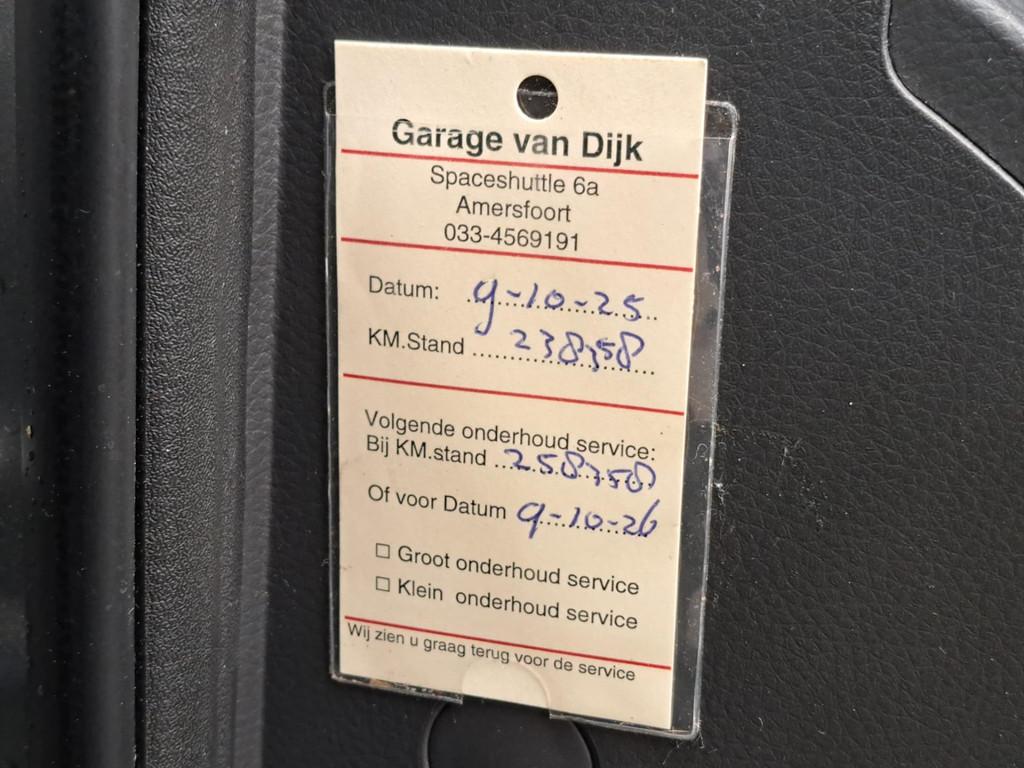 Garage van Dijk
Spaceshuttle 6a
Amersfoort
033-4569191
Datum: 9-10-25
KM.Stand 238358
Volgende onderhoud service:
Bij KM.stand 258358
Of voor Datum 9-10-26
☐ Groot onderhoud service
☐ Klein onderhoud service
Wij zien u graag terug voor de service